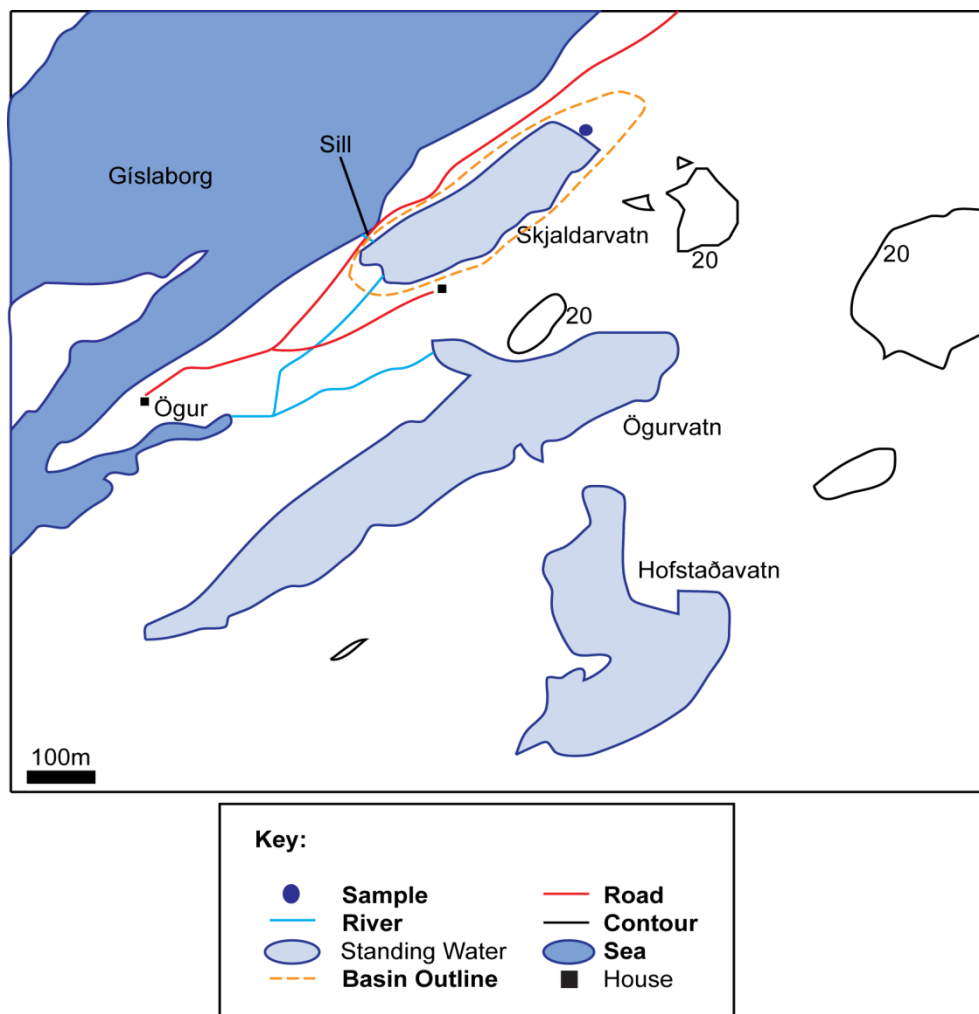 Sill
Gíslaborg
Skjaldarvatn
20
20
20
Ögur
Ögurvatn
Hofstaðavatn
100m
Key:
Sample
Road
River
Contour
Standing Water
Sea
Basin Outline
House